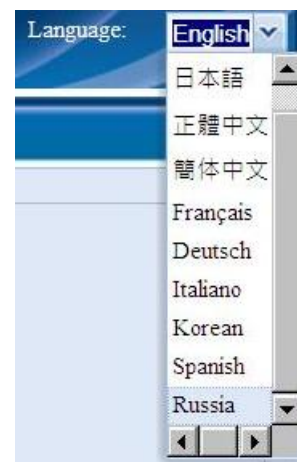 Language: English
日本語
正體中文
簡体中文
Français
Deutsch
Italiano
Korean
Spanish
Russia